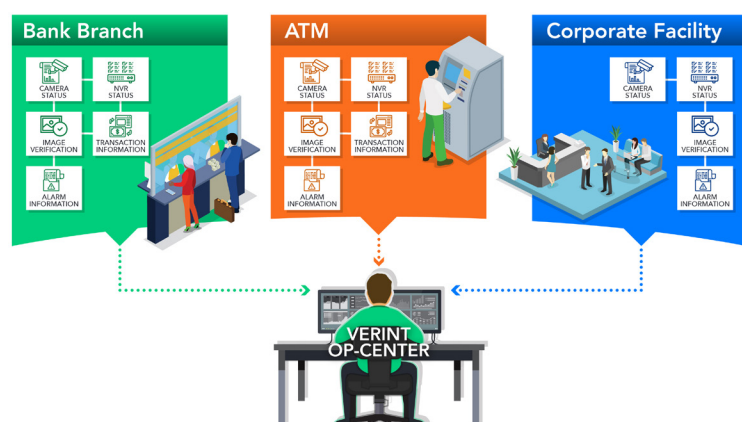 Bank Branch
CAMERA
STATUS
NVR
STATUS
IMAGE
VERIFICATION
TRANSACTION
INFORMATION
ALARM
INFORMATION
ATM
CAMERA
STATUS
NVR
STATUS
IMAGE
VERIFICATION
TRANSACTION
INFORMATION
ALARM
INFORMATION
Corporate Facility
CAMERA
STATUS
NVR
STATUS
IMAGE
VERIFICATION
ALARM
INFORMATION
VERINT
OP-CENTER